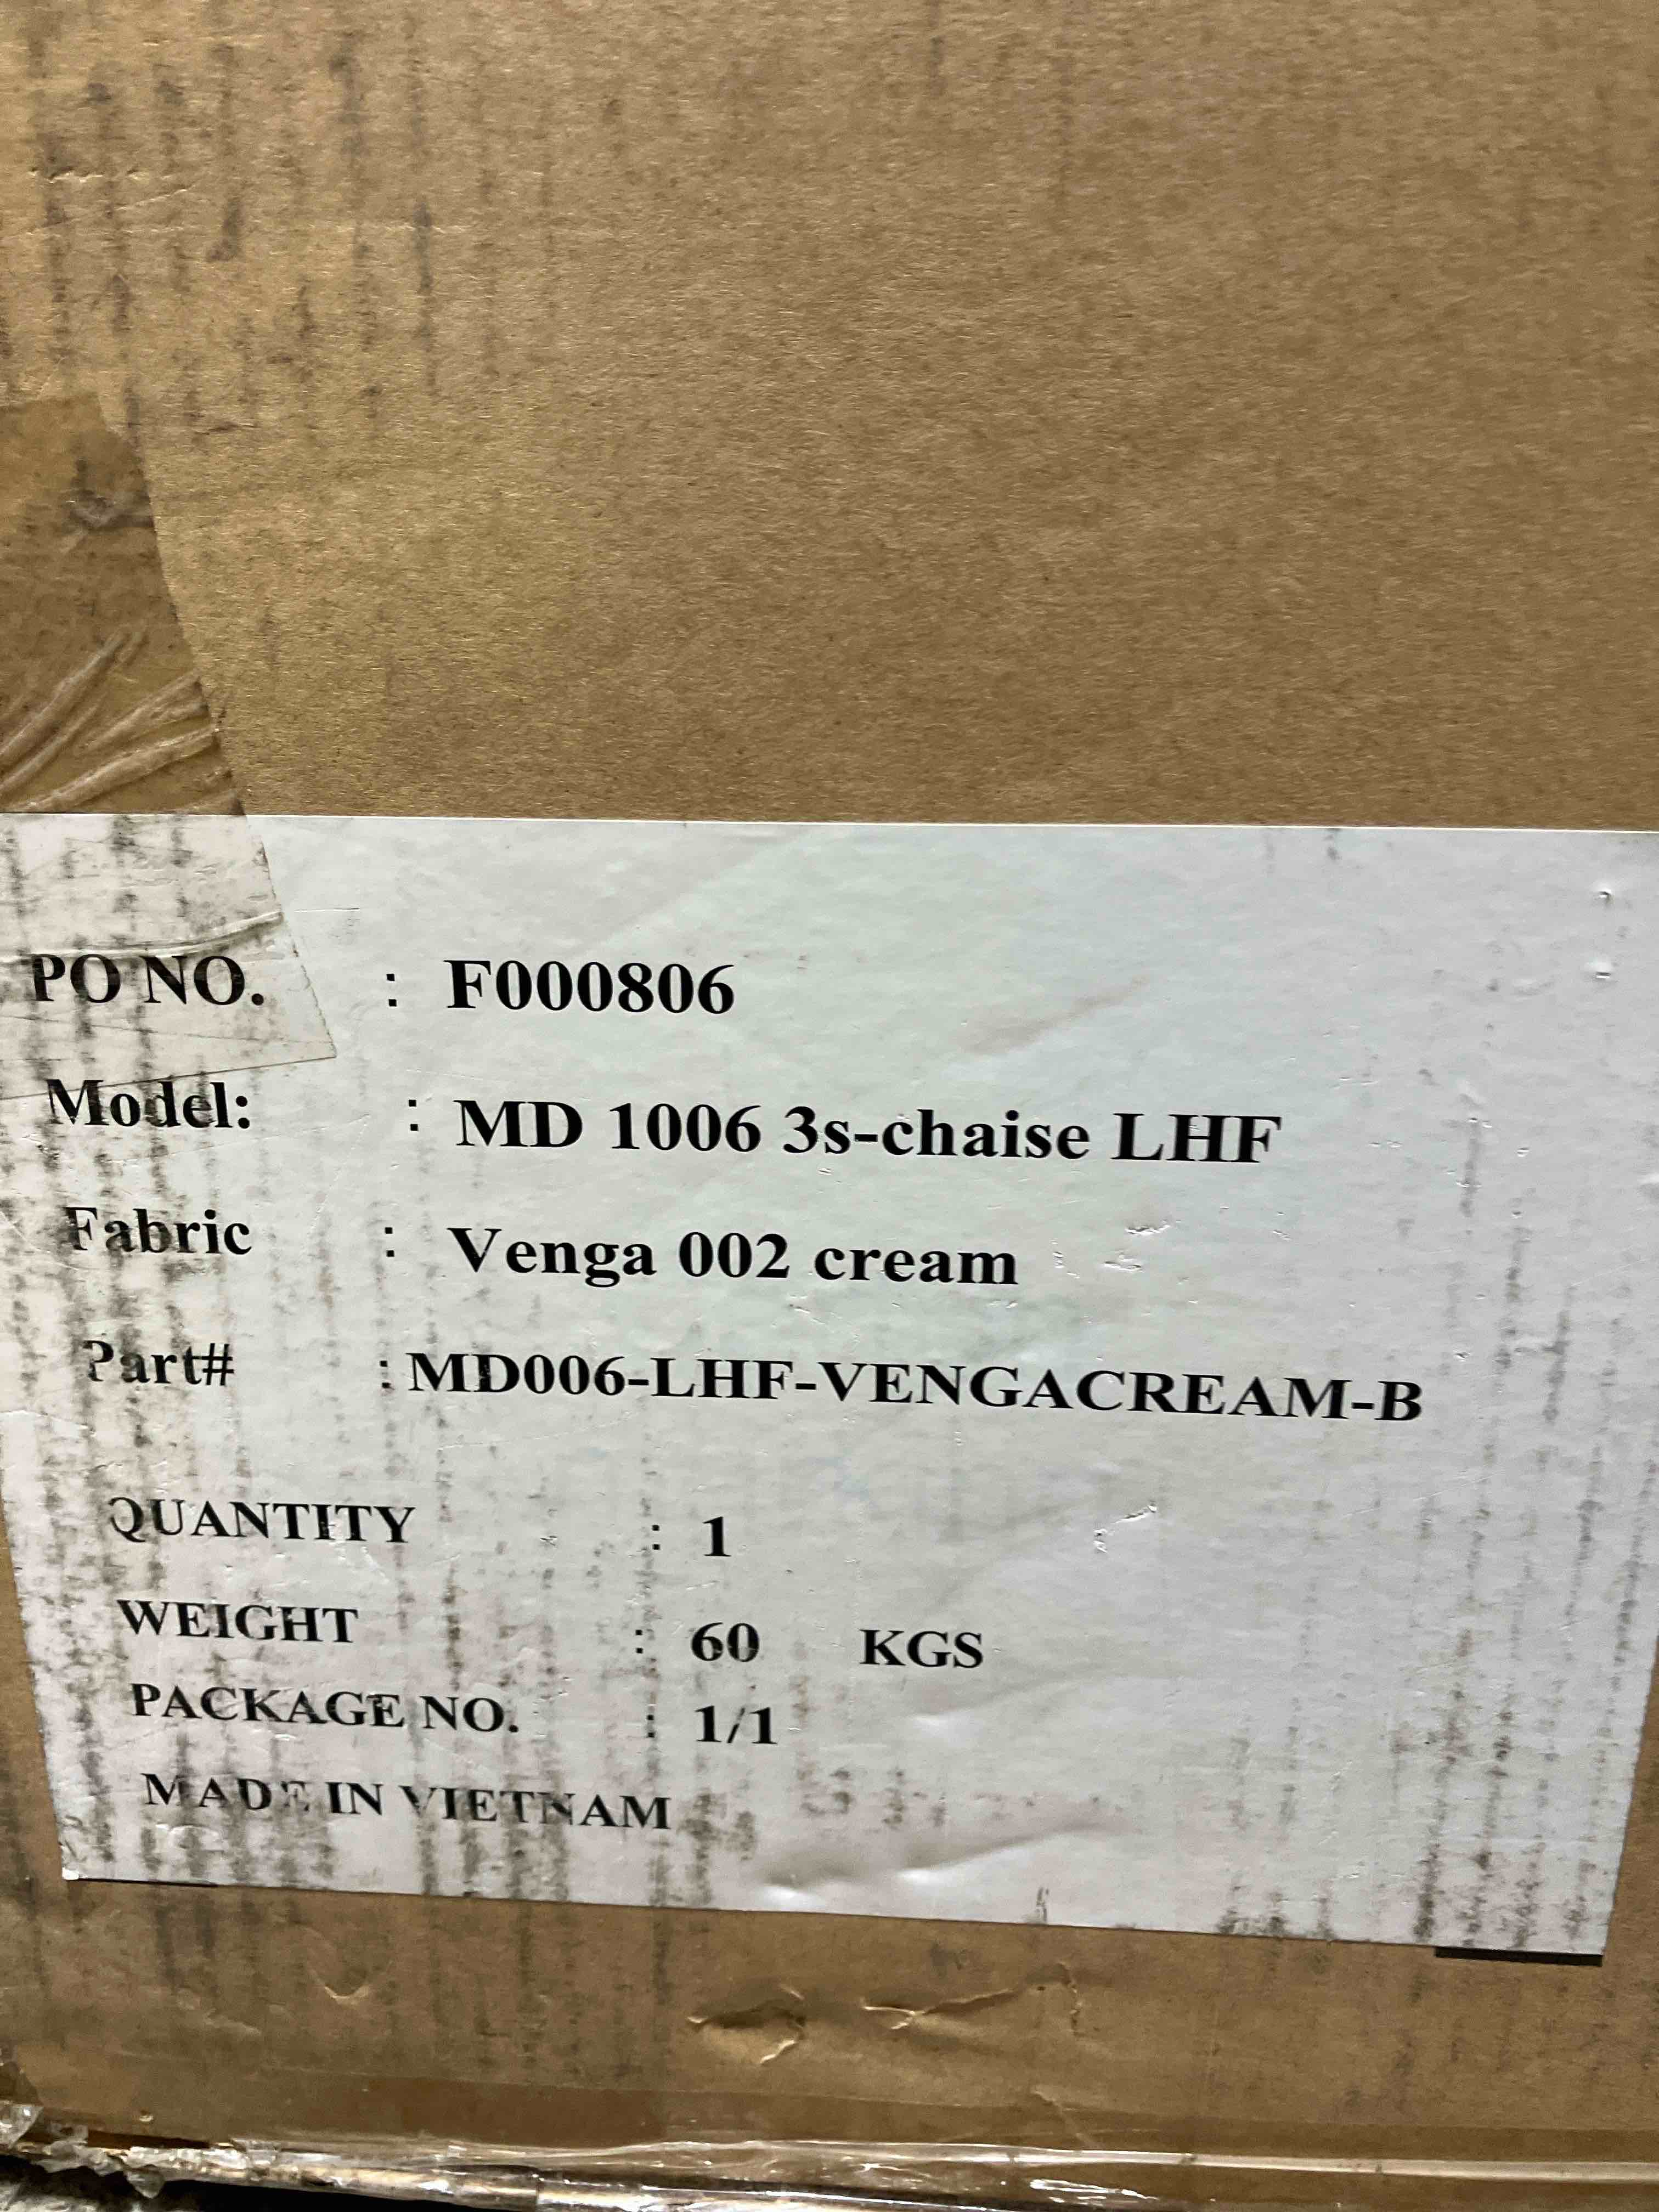 PO NO. : F000806
Model: : MD 1006 3s-chaise LHF
Fabric : Venga 002 cream
Part# : MD006-LHF-VENGACREAM-B
QUANTITY : 1
WEIGHT : 60 KGS
PACKAGE NO. : 1/1
MADE IN VIETNAM